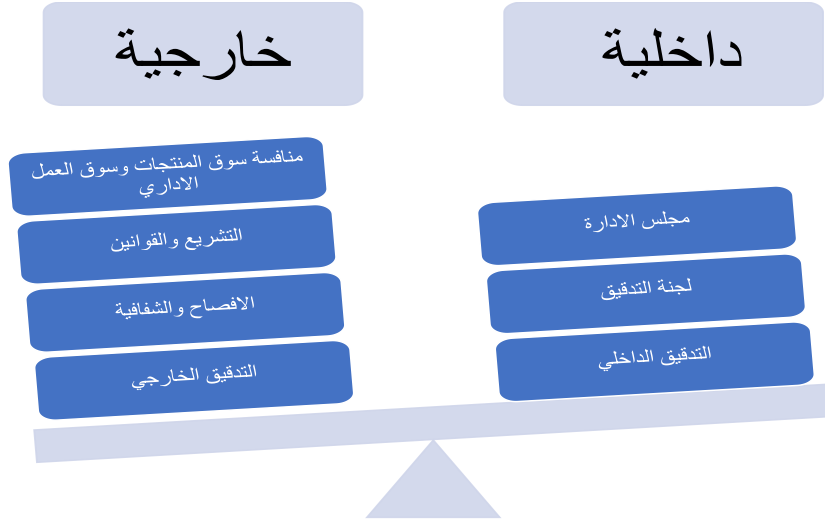 داخلية
مجلس الادارة
لجنة التدقيق
التدقيق الداخلي
خارجية
منافسة سوق المنتجات وسوق العمل
الاداري
التشريع والقوانين
الافصاح والشفافية
التدقيق الخارجي